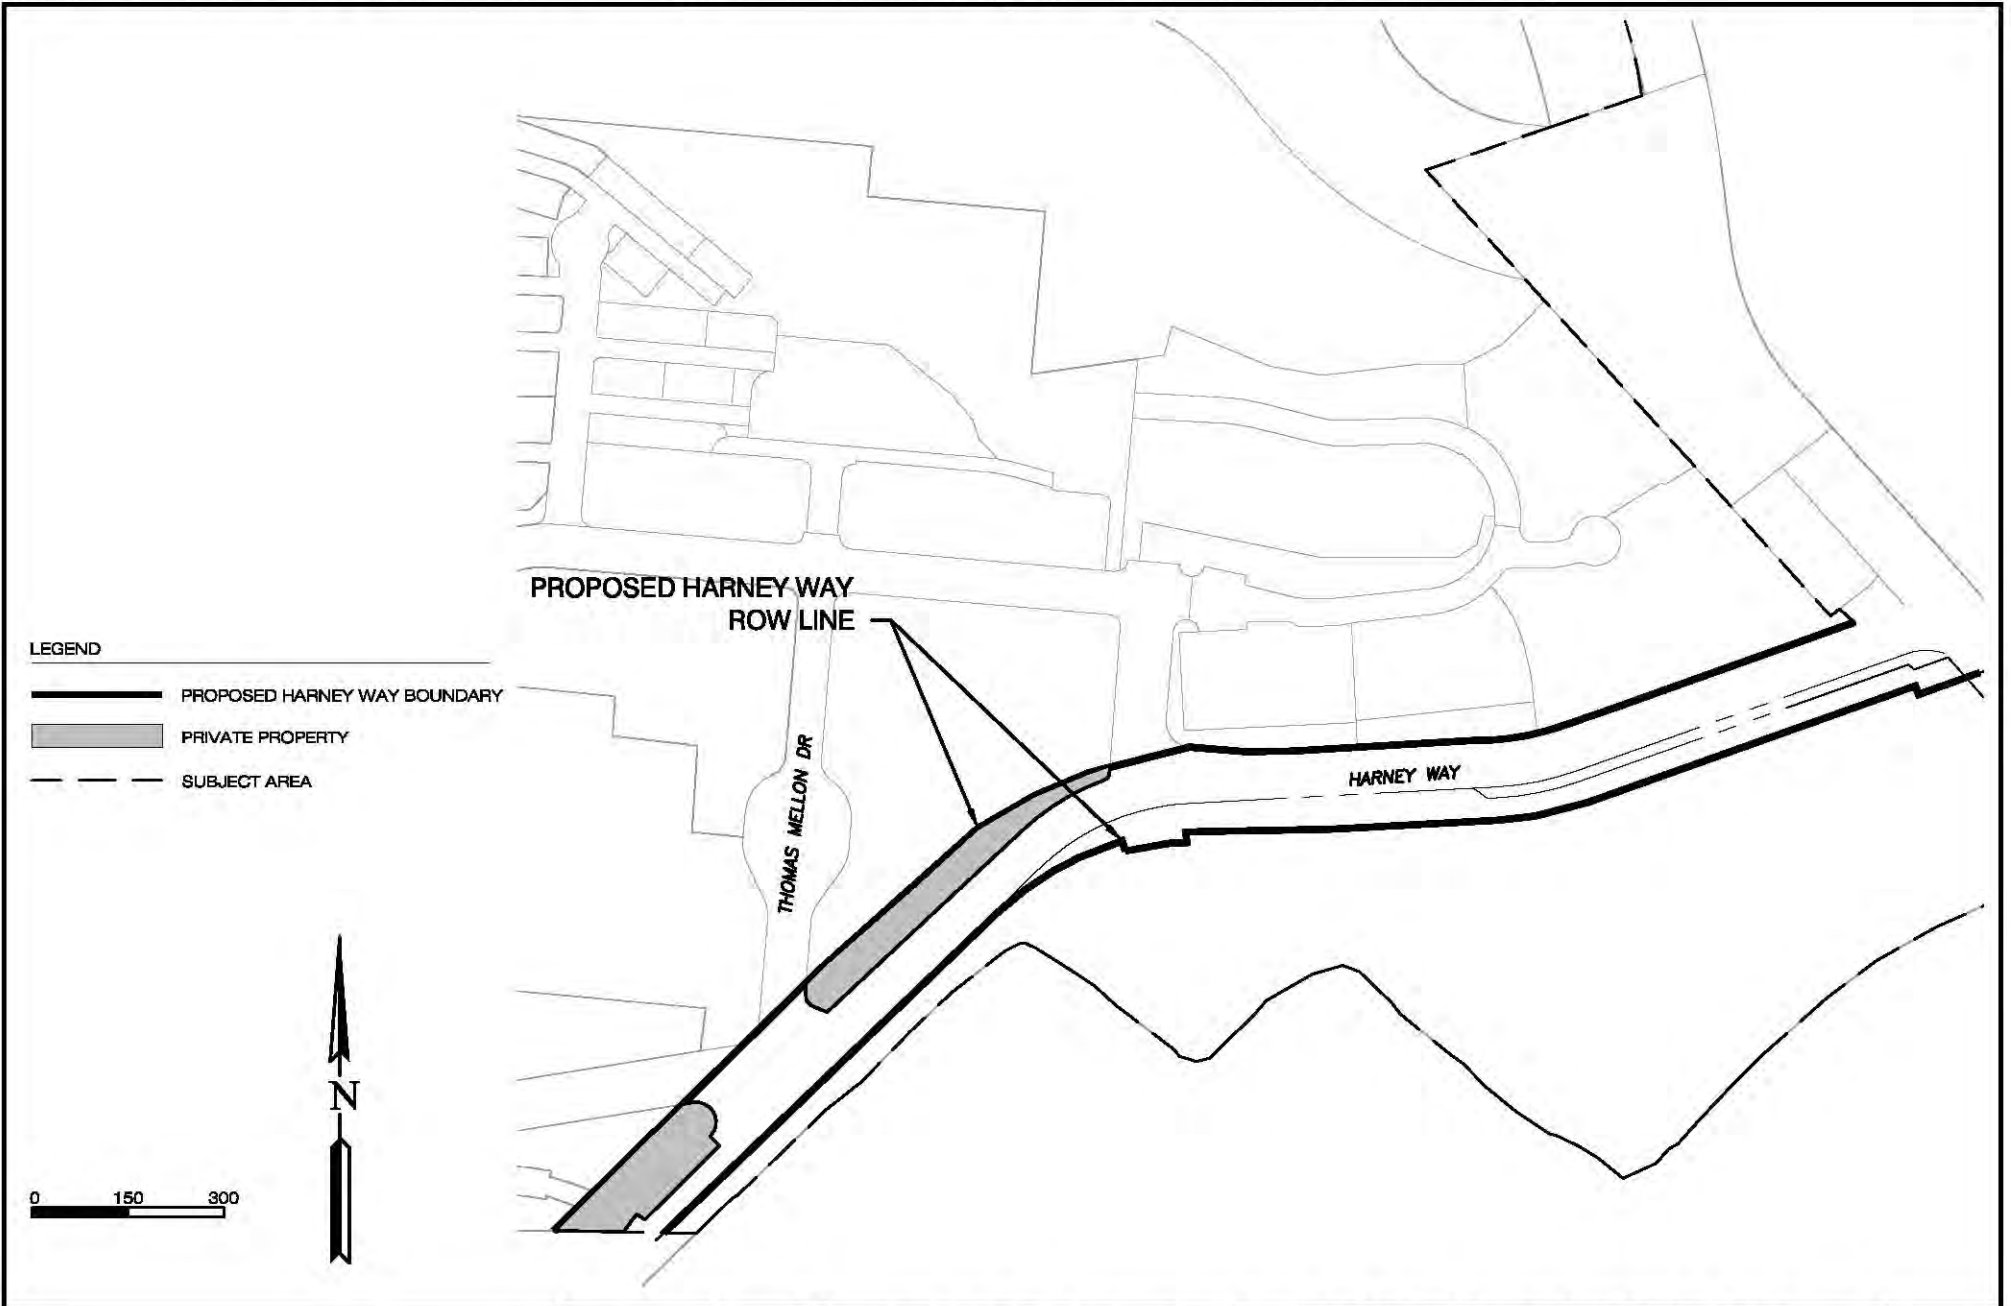 PROPOSED HARNEY WAY
ROW LINE
LEGEND
PROPOSED HARNEY WAY BOUNDARY
PRIVATE PROPERTY
SUBJECT AREA
THOMAS MELLON DR
HARNEY WAY
N
0 150 300